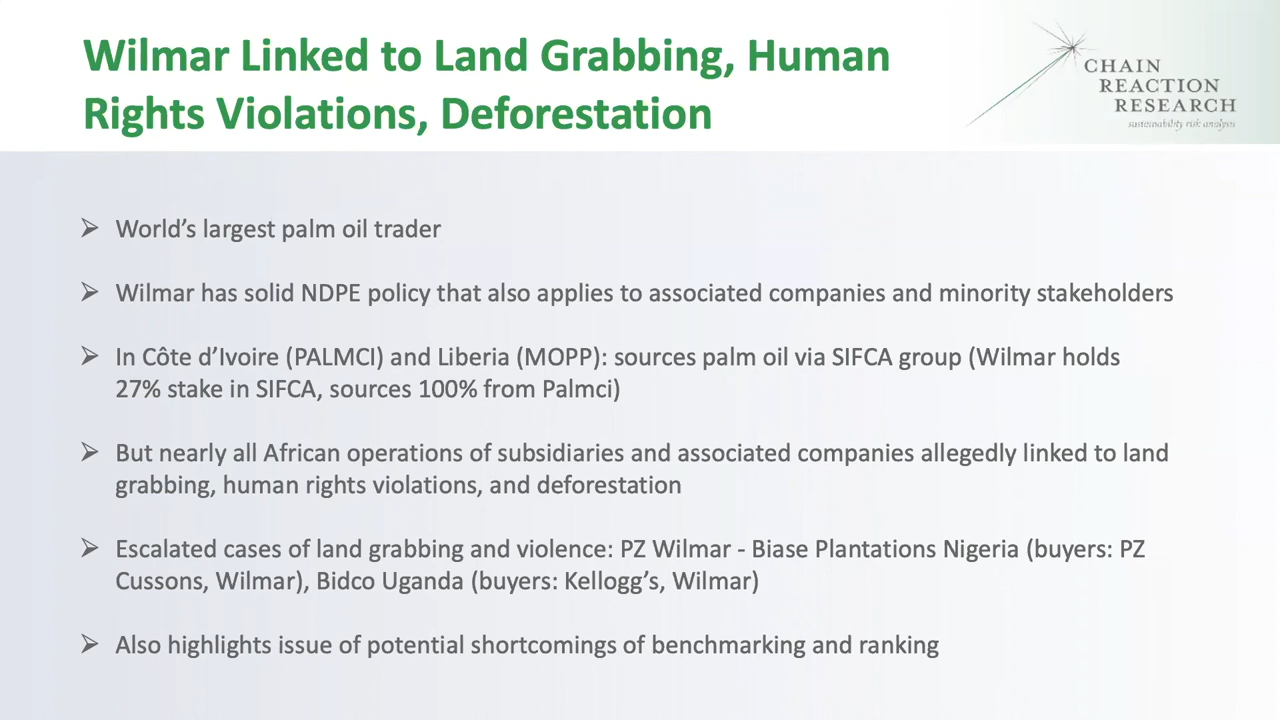 Wilmar Linked to Land Grabbing, Human
Rights Violations, Deforestation
CHAIN
REACTION
RESEARCH
sustainability risk analysis
➢ World’s largest palm oil trader
➢ Wilmar has solid NDPE policy that also applies to associated companies and minority stakeholders
➢ In Côte d’Ivoire (PALMCI) and Liberia (MOPP): sources palm oil via SIFCA group (Wilmar holds
27% stake in SIFCA, sources 100% from Palmci)
➢ But nearly all African operations of subsidiaries and associated companies allegedly linked to land
grabbing, human rights violations, and deforestation
➢ Escalated cases of land grabbing and violence: PZ Wilmar - Biase Plantations Nigeria (buyers: PZ
Cussons, Wilmar), Bidco Uganda (buyers: Kellogg’s, Wilmar)
➢ Also highlights issue of potential shortcomings of benchmarking and ranking